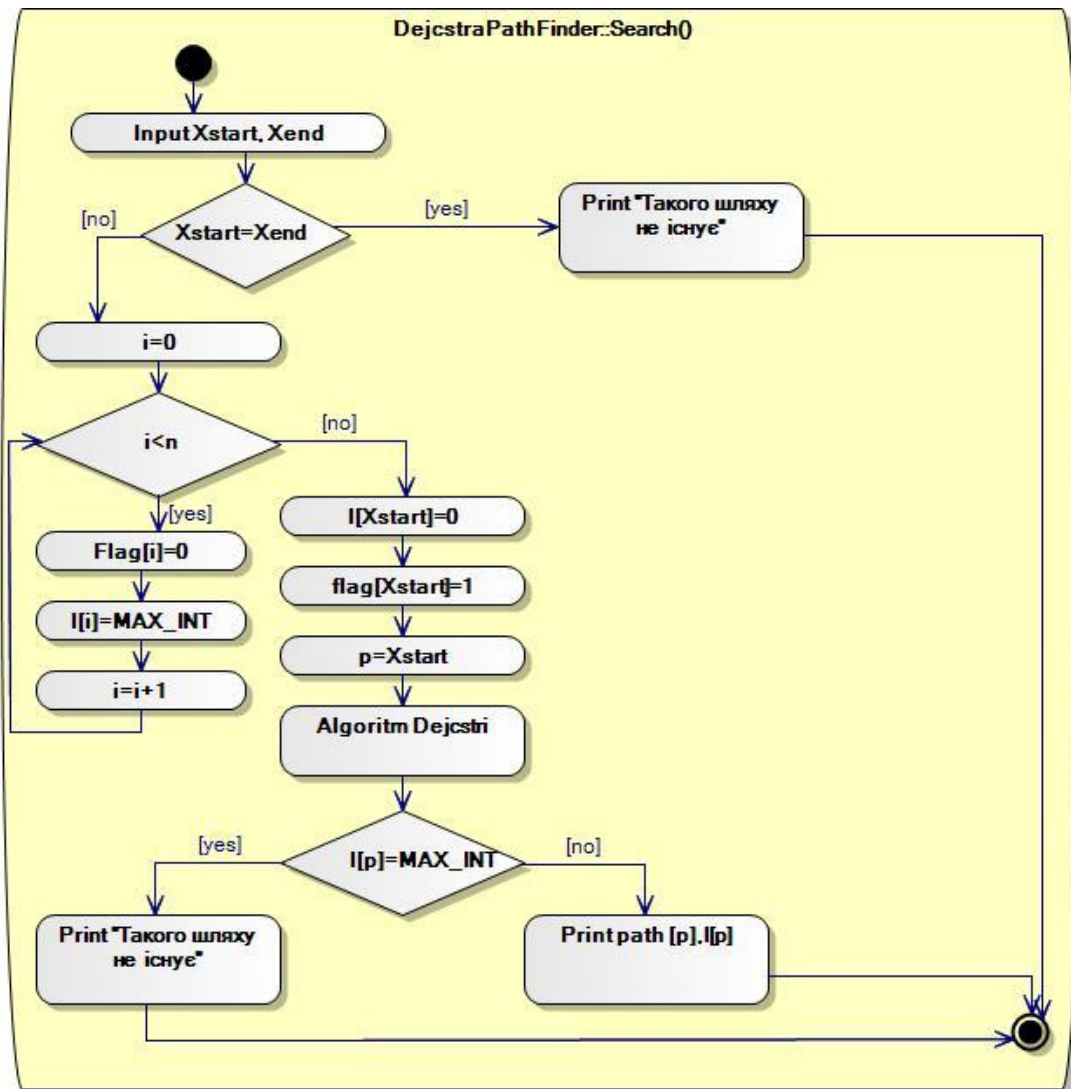 DejcstraPathFinder::Search()
Input Xstart, Xend
Xstart=Xend
[no]
[yes]
Print "Такого шляху
не існує"
i=0
i<n
[no]
[yes]
Flag[i]=0
l[i]=MAX_INT
i=i+1
l[Xstart]=0
flag[Xstart]=1
p=Xstart
Algoritm Dejcstri
l[p]=MAX_INT
[yes]
[no]
Print "Такого шляху
не існує"
Print path [p],l[p]